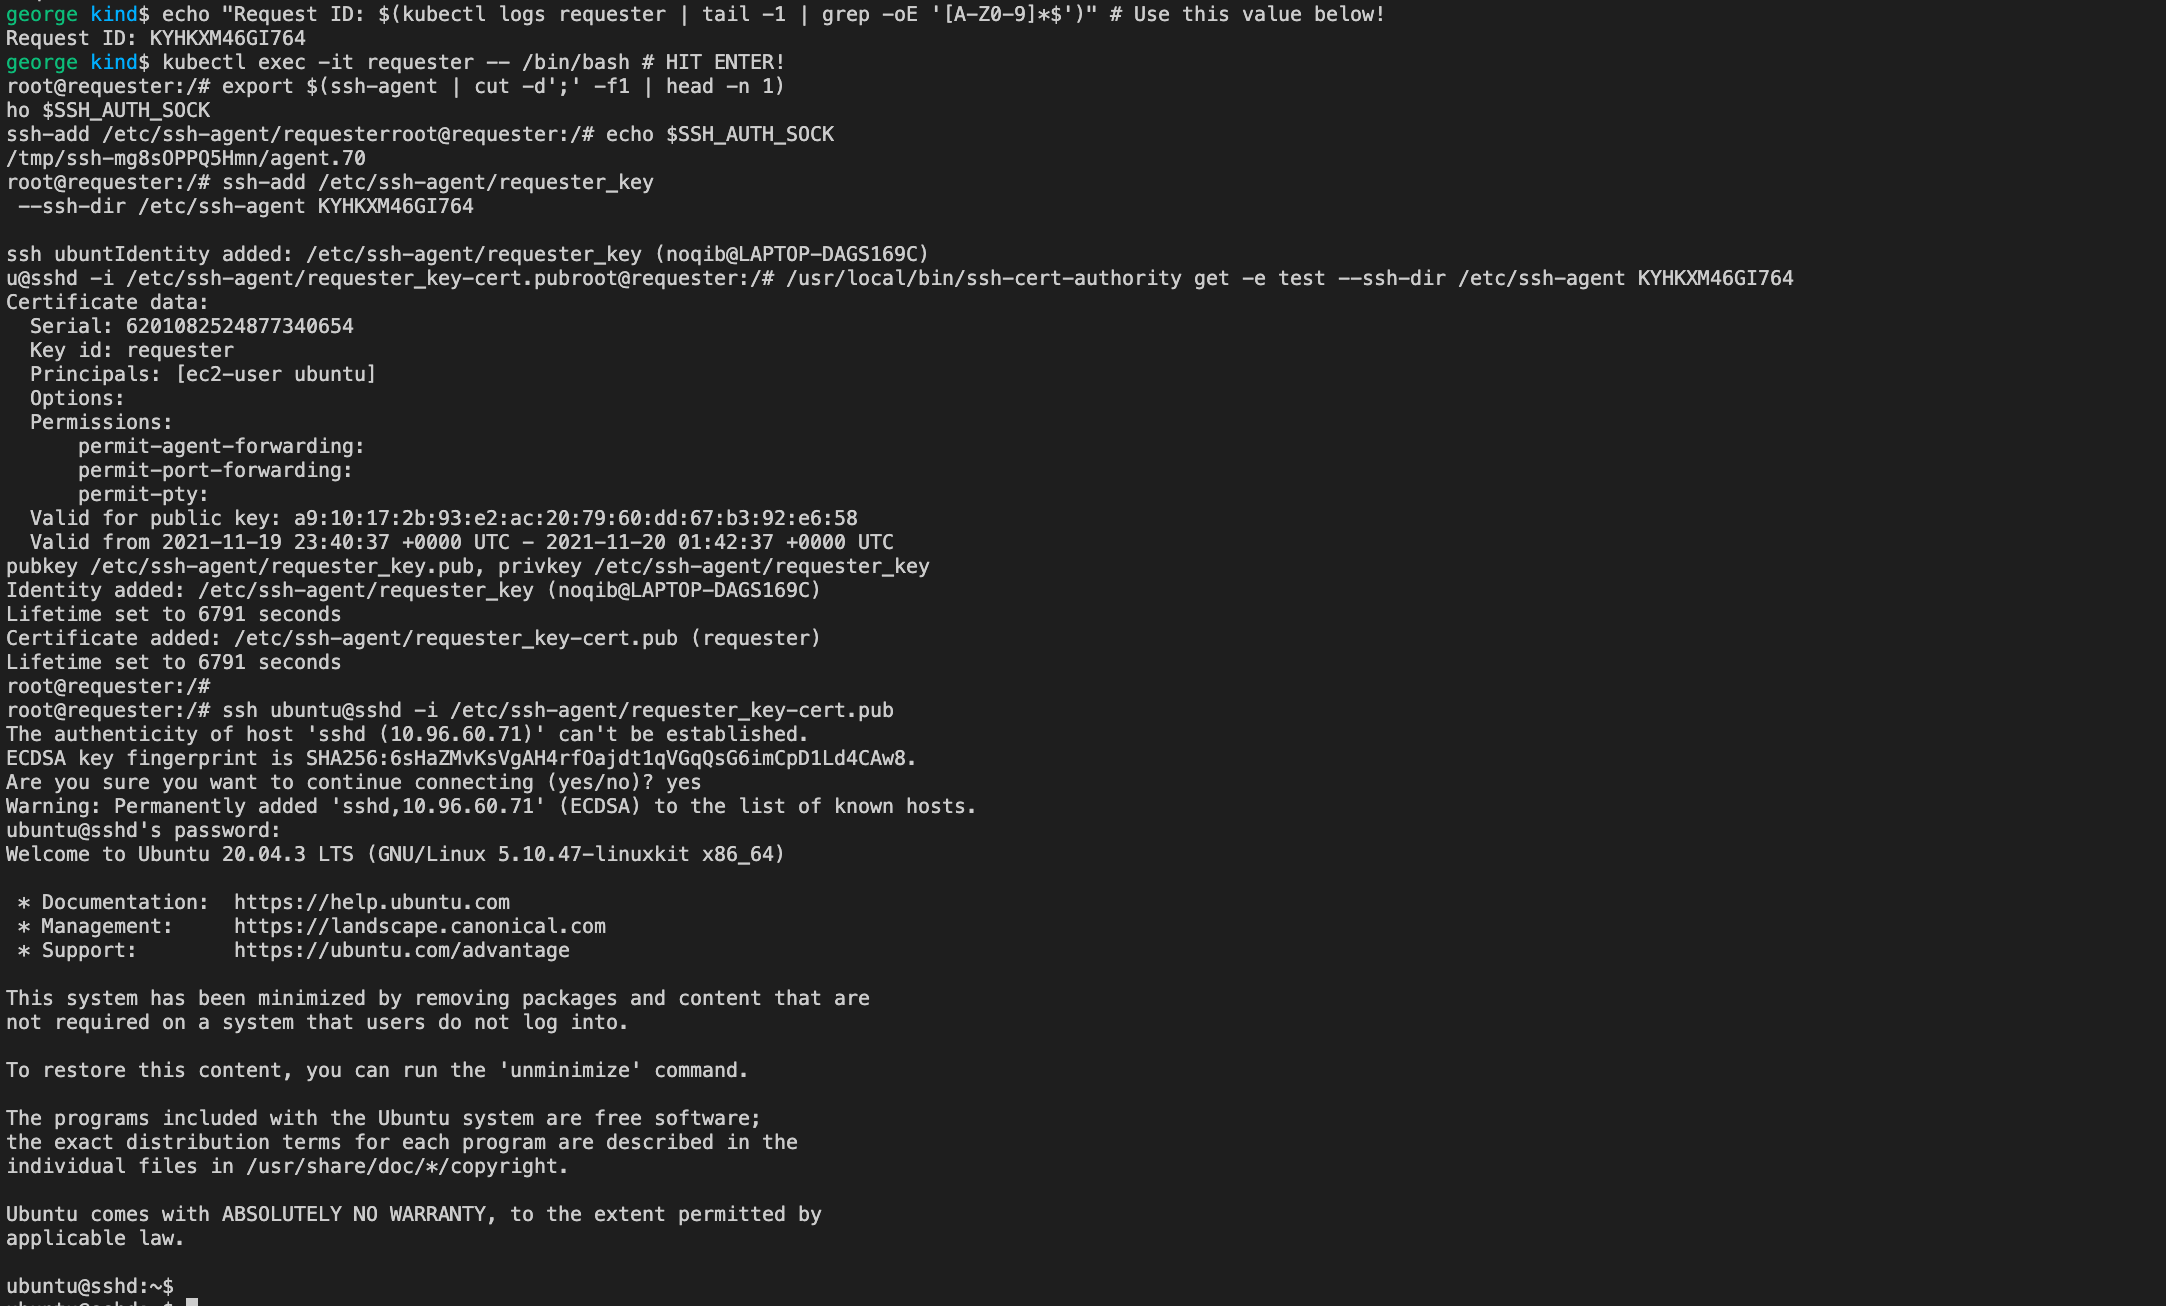 george kind$ echo "Request ID: $(kubectl logs requester | tail -1 | grep -oE '[A-Z0-9]*$')" # Use this value below!
Request ID: KYHKXM46GI764
george kind$ kubectl exec -it requester -- /bin/bash # HIT ENTER!
root@requester:/# export $(ssh-agent | cut -d';' -f1 | head -n 1)
ho $SSH_AUTH_SOCK
ssh-add /etc/ssh-agent/requesterroot@requester:/# echo $SSH_AUTH_SOCK
/tmp/ssh-mg8sOPPQ5Hmn/agent.70
root@requester:/# ssh-add /etc/ssh-agent/requester_key
 --ssh-dir /etc/ssh-agent KYHKXM46GI764
ssh ubuntIdentity added: /etc/ssh-agent/requester_key (noqib@LAPTOP-DAGS169C)
u@sshd -i /etc/ssh-agent/requester_key-cert.pubroot@requester:/# /usr/local/bin/ssh-cert-authority get -e test --ssh-dir /etc/ssh-agent KYHKXM46GI764
Certificate data:
  Serial: 6201082524877340654
  Key id: requester
  Principals: [ec2-user ubuntu]
  Options:
  Permissions:
      permit-agent-forwarding:
      permit-port-forwarding:
      permit-pty:
  Valid for public key: a9:10:17:2b:93:e2:ac:20:79:60:dd:67:b3:92:e6:58
  Valid from 2021-11-19 23:40:37 +0000 UTC - 2021-11-20 01:42:37 +0000 UTC
pubkey /etc/ssh-agent/requester_key.pub, privkey /etc/ssh-agent/requester_key
Identity added: /etc/ssh-agent/requester_key (noqib@LAPTOP-DAGS169C)
Lifetime set to 6791 seconds
Certificate added: /etc/ssh-agent/requester_key-cert.pub (requester)
Lifetime set to 6791 seconds
root@requester:/#
root@requester:/# ssh ubuntu@sshd -i /etc/ssh-agent/requester_key-cert.pub
The authenticity of host 'sshd (10.96.60.71)' can't be established.
ECDSA key fingerprint is SHA256:6sHaZMvKsVgAH4rfOajdt1qVGqQsG6imCpD1Ld4CAw8.
Are you sure you want to continue connecting (yes/no)? yes
Warning: Permanently added 'sshd,10.96.60.71' (ECDSA) to the list of known hosts.
ubuntu@sshd's password:
Welcome to Ubuntu 20.04.3 LTS (GNU/Linux 5.10.47-linuxkit x86_64)
 * Documentation:  https://help.ubuntu.com
 * Management:     https://landscape.canonical.com
 * Support:        https://ubuntu.com/advantage
This system has been minimized by removing packages and content that are
not required on a system that users do not log into.
To restore this content, you can run the 'unminimize' command.
The programs included with the Ubuntu system are free software;
the exact distribution terms for each program are described in the
individual files in /usr/share/doc/*/copyright.
Ubuntu comes with ABSOLUTELY NO WARRANTY, to the extent permitted by
applicable law.
ubuntu@sshd:~$